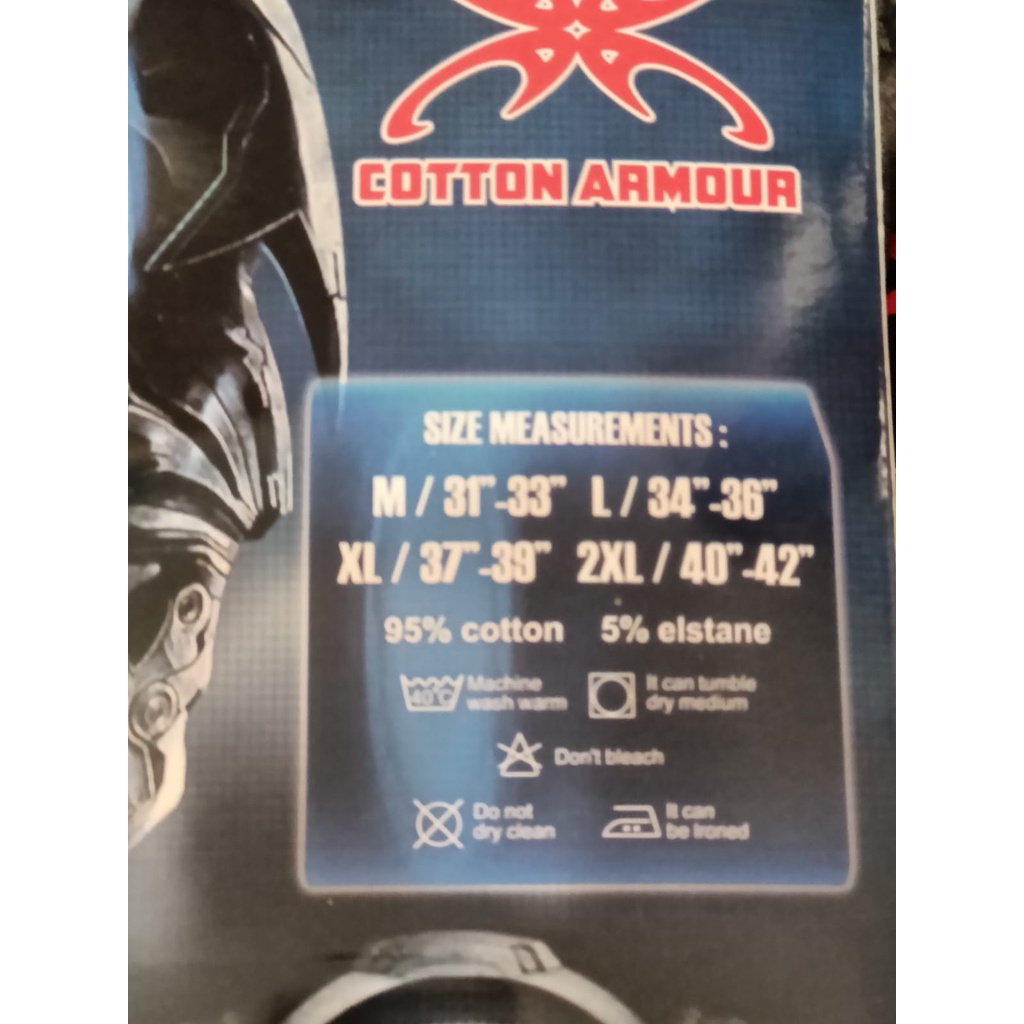 COTTON ARMOUR
SIZE MEASUREMENTS :
M / 31"-33" L / 34"-36"
XL / 37"-39" 2XL / 40"-42"
95% cotton 5% elstane
40°C Machine wash warm
It can tumble dry medium
Don't bleach
Do not dry clean
It can be ironed